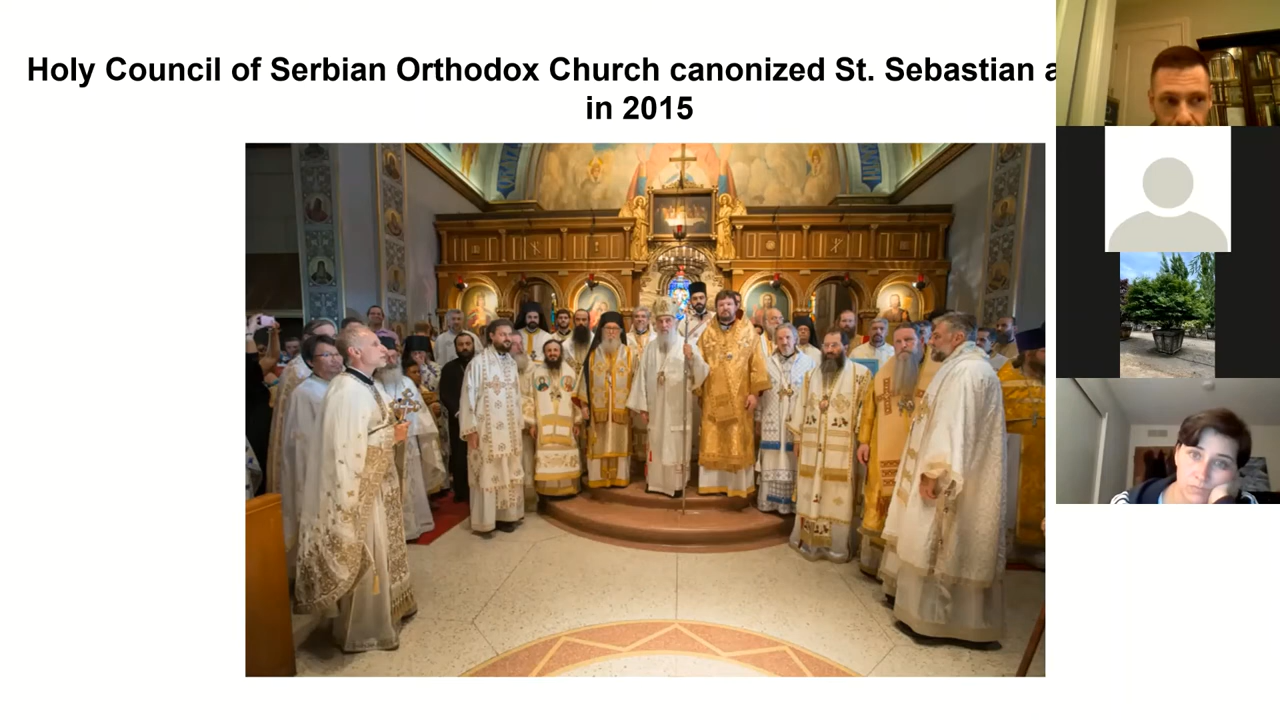 Holy Council of Serbian Orthodox Church canonized St. Sebastian
in 2015